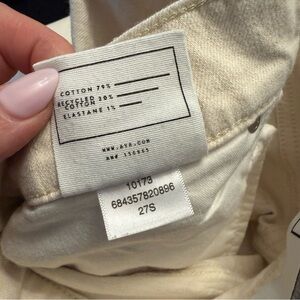 COTTON 79%
RECYCLED 20%
COTTON
ELASTANE 1%
WWW.AYR.COM
10173
684357820896
27S